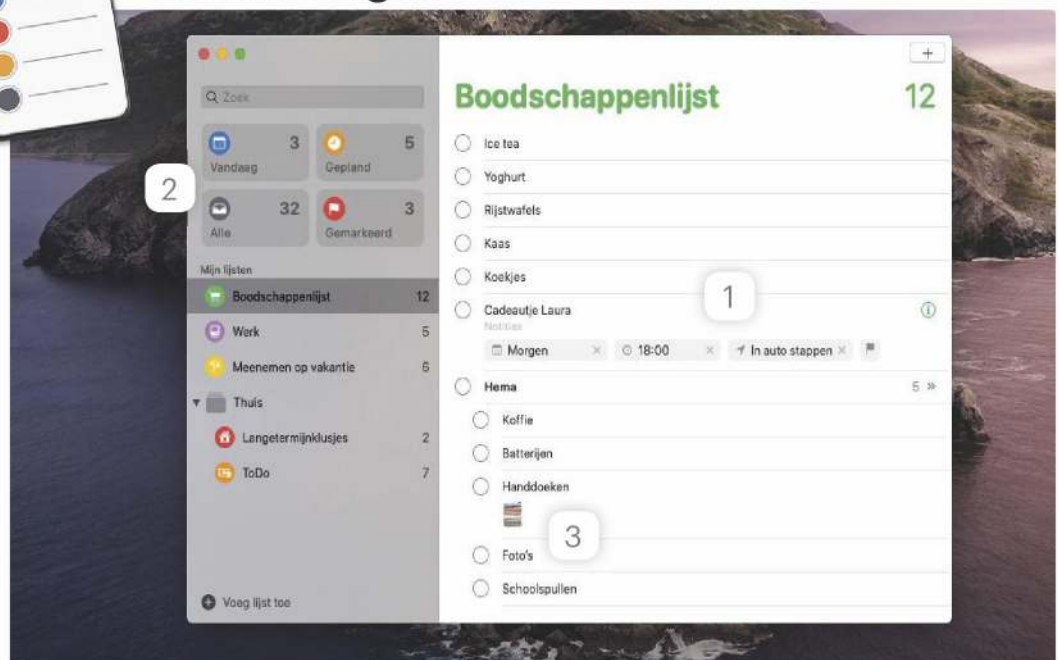 Zoek
3
Vandaag
5
Gepland
32
Alle
3
Gemarkeerd
2
Mijn lijsten
Boodschappenlijst 12
Werk 5
Meenemen op vakantie 6
Thuis
Langetermijnklusjes 2
ToDo 7
Voeg lijst toe
+
Boodschappenlijst 12
Ice tea
Yoghurt
Rijstwafels
Kaas
Koekjes
1
Cadeautje Laura
Notities
Morgen × 18:00 × In auto stappen ×
Hema 5 »
Koffie
Batterijen
Handdoeken
3
Foto's
Schoolspullen